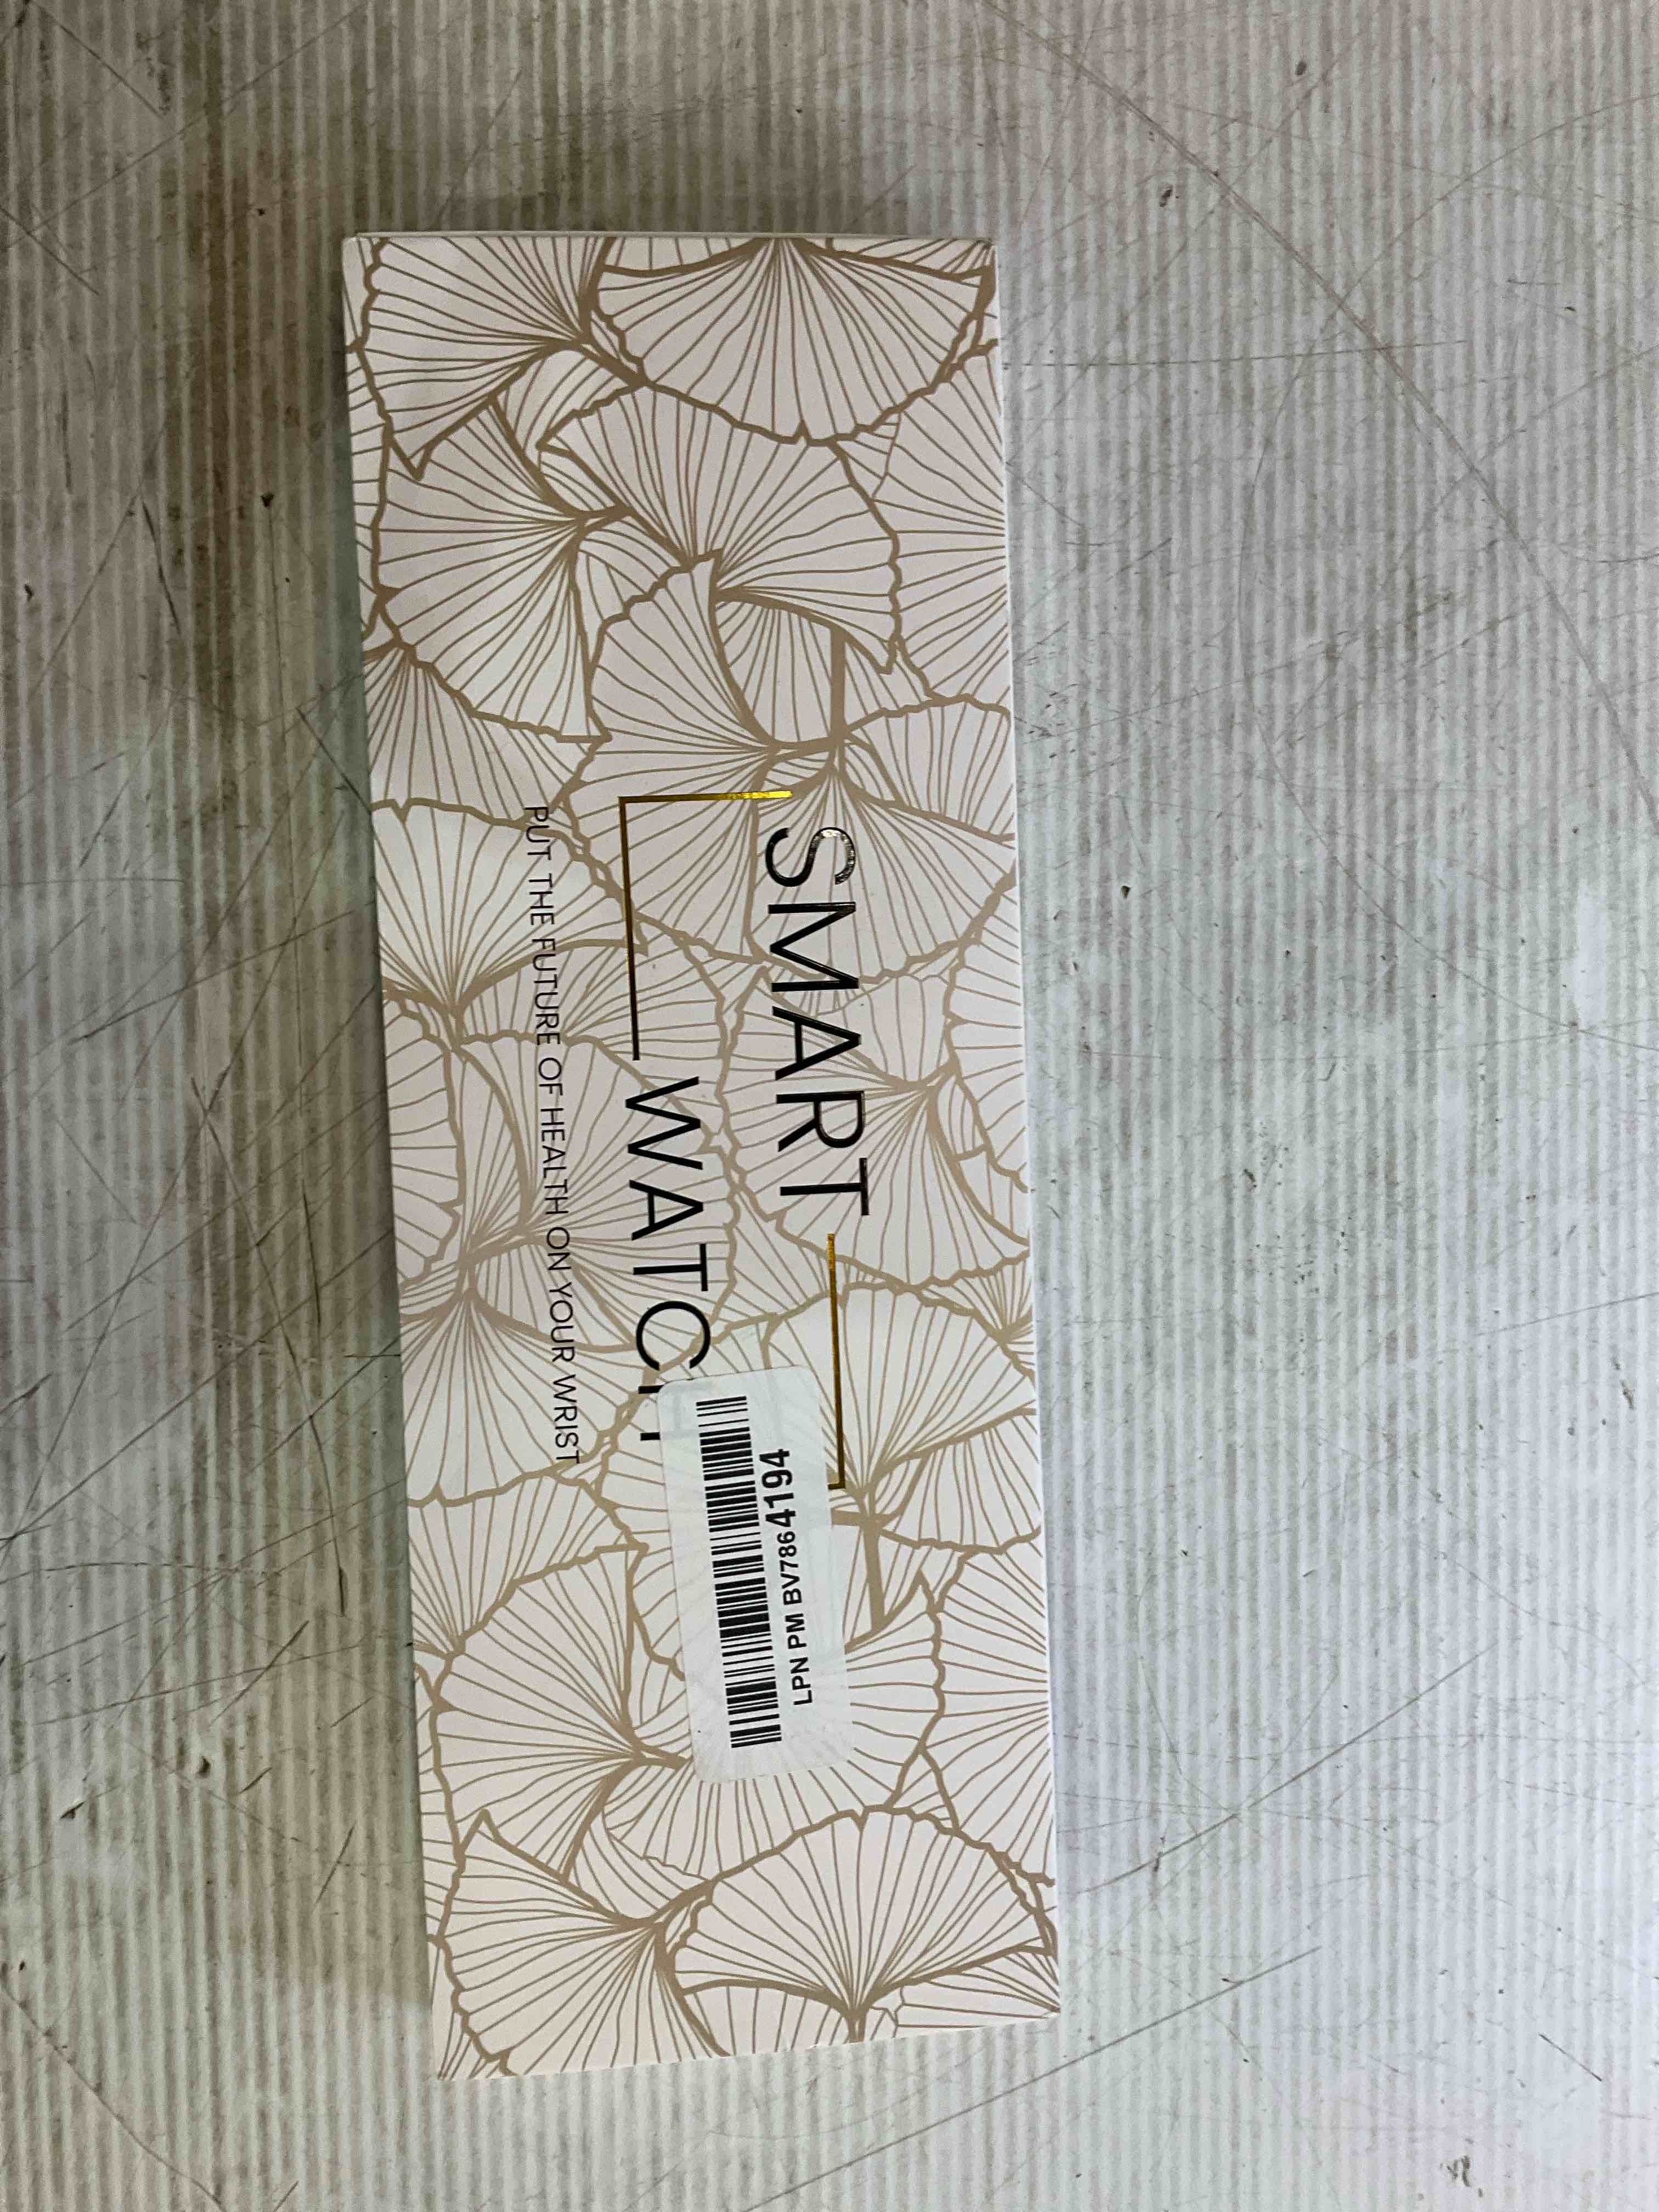 SMART
WATCH
PUT THE FUTURE OF HEALTH ON YOUR WRIST
LPN PM BV7864194